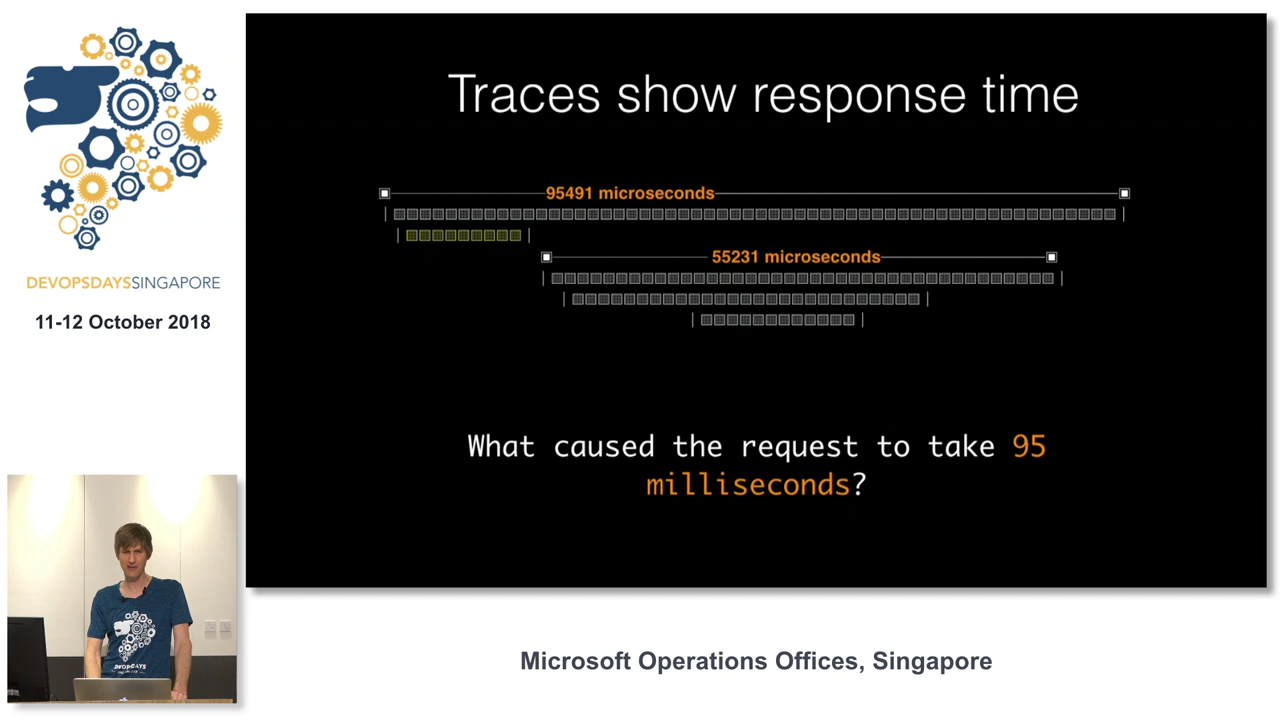 DEVOPSDAYSSINGAPORE
11-12 October 2018
Traces show response time
95491 microseconds
55231 microseconds
What caused the request to take 95
milliseconds?
DEVOPSDAYS
Microsoft Operations Offices, Singapore